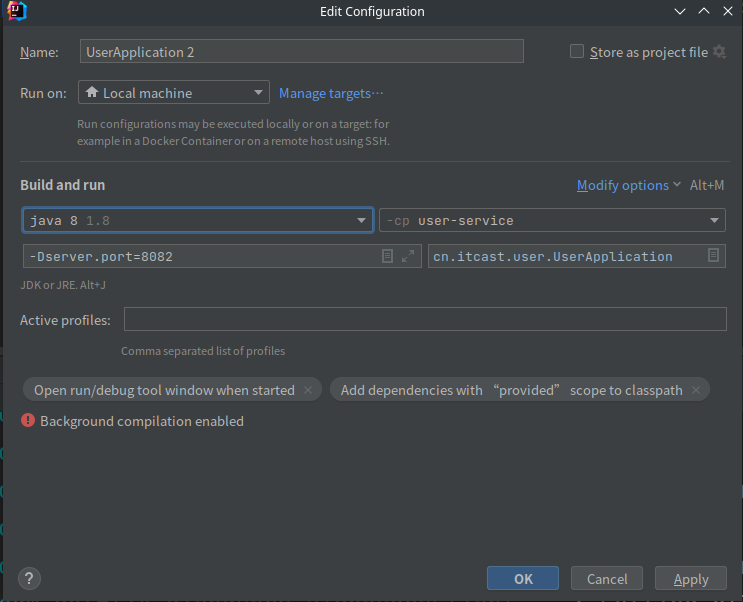 Edit Configuration
Name: UserApplication 2 Store as project file
Run on: Local machine Manage targets...
Run configurations may be executed locally or on a target: for
example in a Docker Container or on a remote host using SSH.
Build and run Modify options Alt+M
java 8 1.8 -cp user-service
-Dserver.port=8082 cn.itcast.user.UserApplication
JDK or JRE. Alt+J
Active profiles:
Comma separated list of profiles
Open run/debug tool window when started × Add dependencies with “provided” scope to classpath ×
Background compilation enabled
? OK Cancel Apply